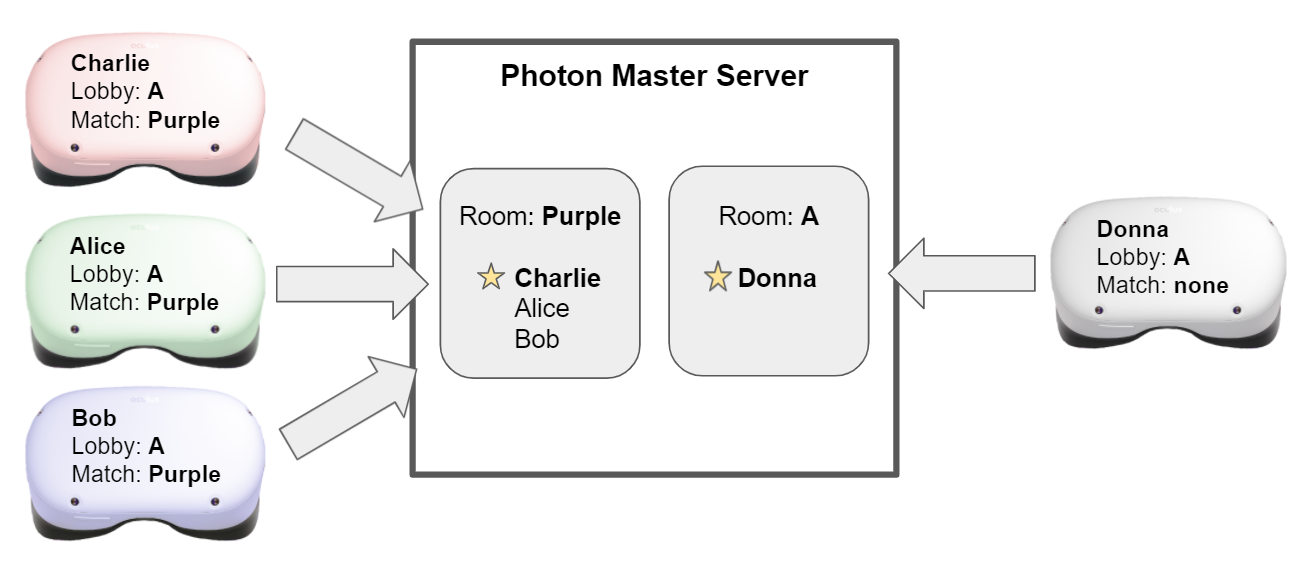 Charlie
Lobby: A
Match: Purple
Alice
Lobby: A
Match: Purple
Bob
Lobby: A
Match: Purple
Photon Master Server
Room: Purple
Charlie
Alice
Bob
Room: A
Donna
Donna
Lobby: A
Match: none